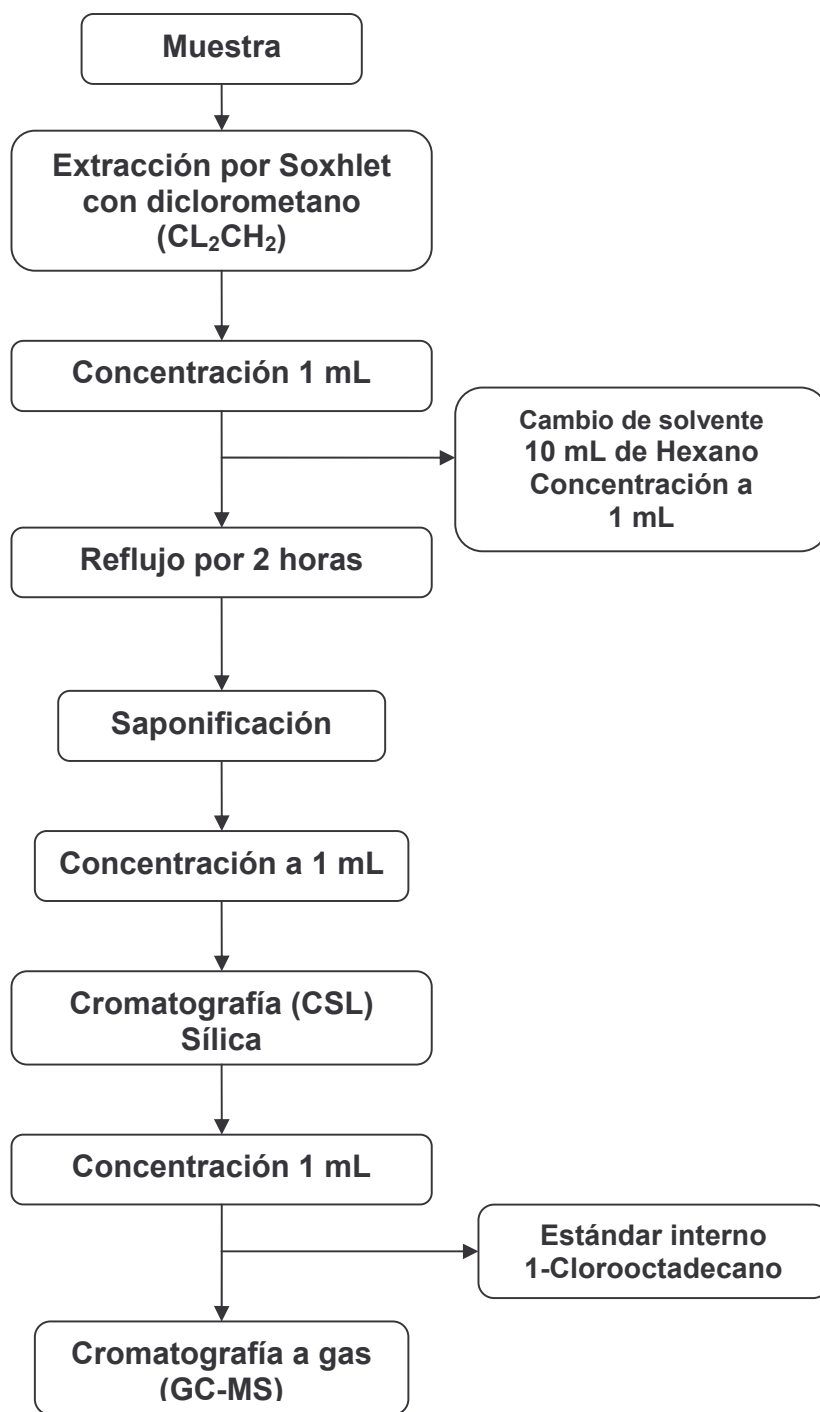 Muestra
Extracción por Soxhlet
con diclorometano
(CL₂CH₂)
Concentración 1 mL
Cambio de solvente
10 mL de Hexano
Concentración a
1 mL
Reflujo por 2 horas
Saponificación
Concentración a 1 mL
Cromatografía (CSL)
Sílica
Concentración 1 mL
Estándar interno
1-Clorooctadecano
Cromatografía a gas
(GC-MS)